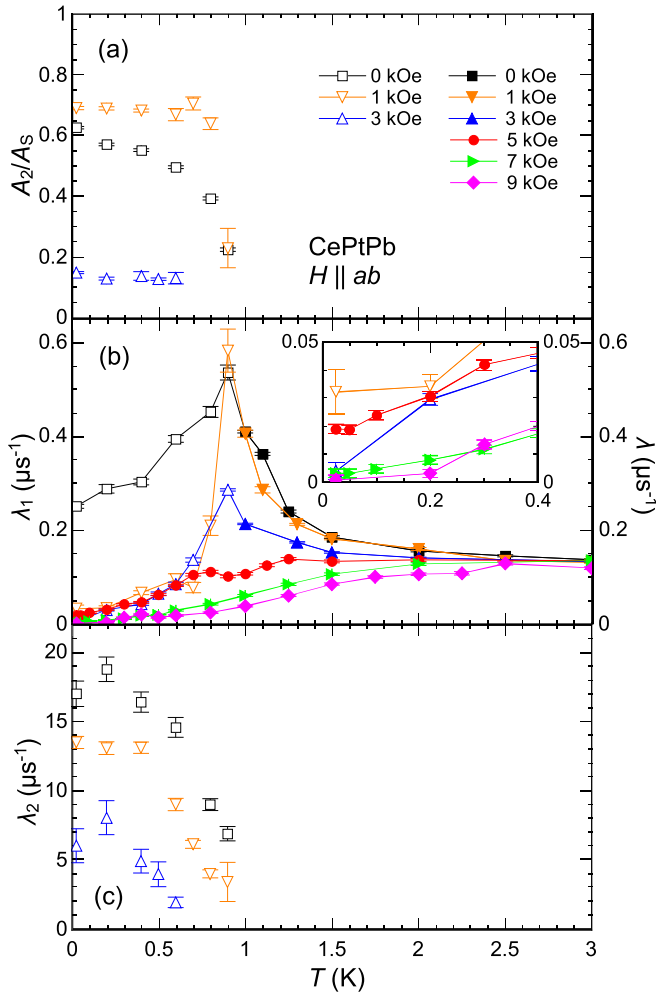 (a)
1
0.8
0.6
0.4
0.2
0
A₂/A_S
0 kOe
1 kOe
3 kOe
0 kOe
1 kOe
3 kOe
5 kOe
7 kOe
9 kOe
CePtPb
H || ab
(b)
0.6
0.4
0.2
0
λ₁ (μs⁻¹)
0.05
0
0 0.2 0.4
0.05
0
0.6
0.4
0.2
0
λ (μs⁻¹)
(c)
20
15
10
5
0
λ₂ (μs⁻¹)
0 0.5 1.0 1.5 2.0 2.5 3
T (K)